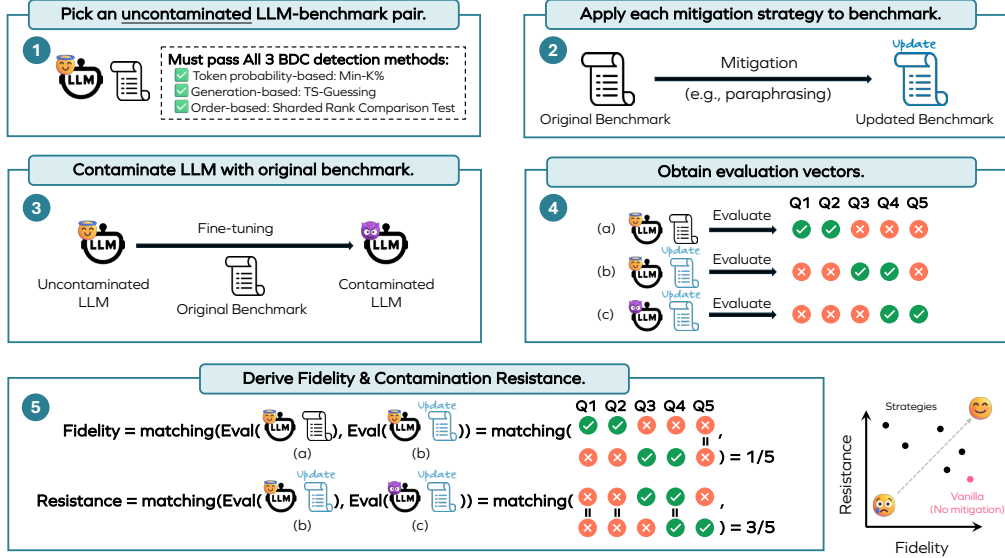 Pick an uncontaminated LLM-benchmark pair.
1
LLM
Must pass All 3 BDC detection methods:
Token probability-based: Min-K%
Generation-based: TS-Guessing
Order-based: Sharded Rank Comparison Test
Apply each mitigation strategy to benchmark.
2
Update
Mitigation
(e.g., paraphrasing)
Original Benchmark
Updated Benchmark
Contaminate LLM with original benchmark.
3
Fine-tuning
LLM
LLM
Uncontaminated
LLM
Original Benchmark
Contaminated
LLM
Obtain evaluation vectors.
4
Q1 Q2 Q3 Q4 Q5
(a) LLM Evaluate
Update
(b) LLM Evaluate
Update
(c) LLM Evaluate
Derive Fidelity & Contamination Resistance.
5
Q1 Q2 Q3 Q4 Q5
Update
Fidelity = matching(Eval( LLM ), Eval( LLM )) = matching( ,
(a) (b)
) = 1/5
Update Update
Resistance = matching(Eval( LLM ), Eval( LLM )) = matching( ,
(b) (c)
) = 3/5
Resistance
Strategies
Vanilla
(No mitigation)
Fidelity